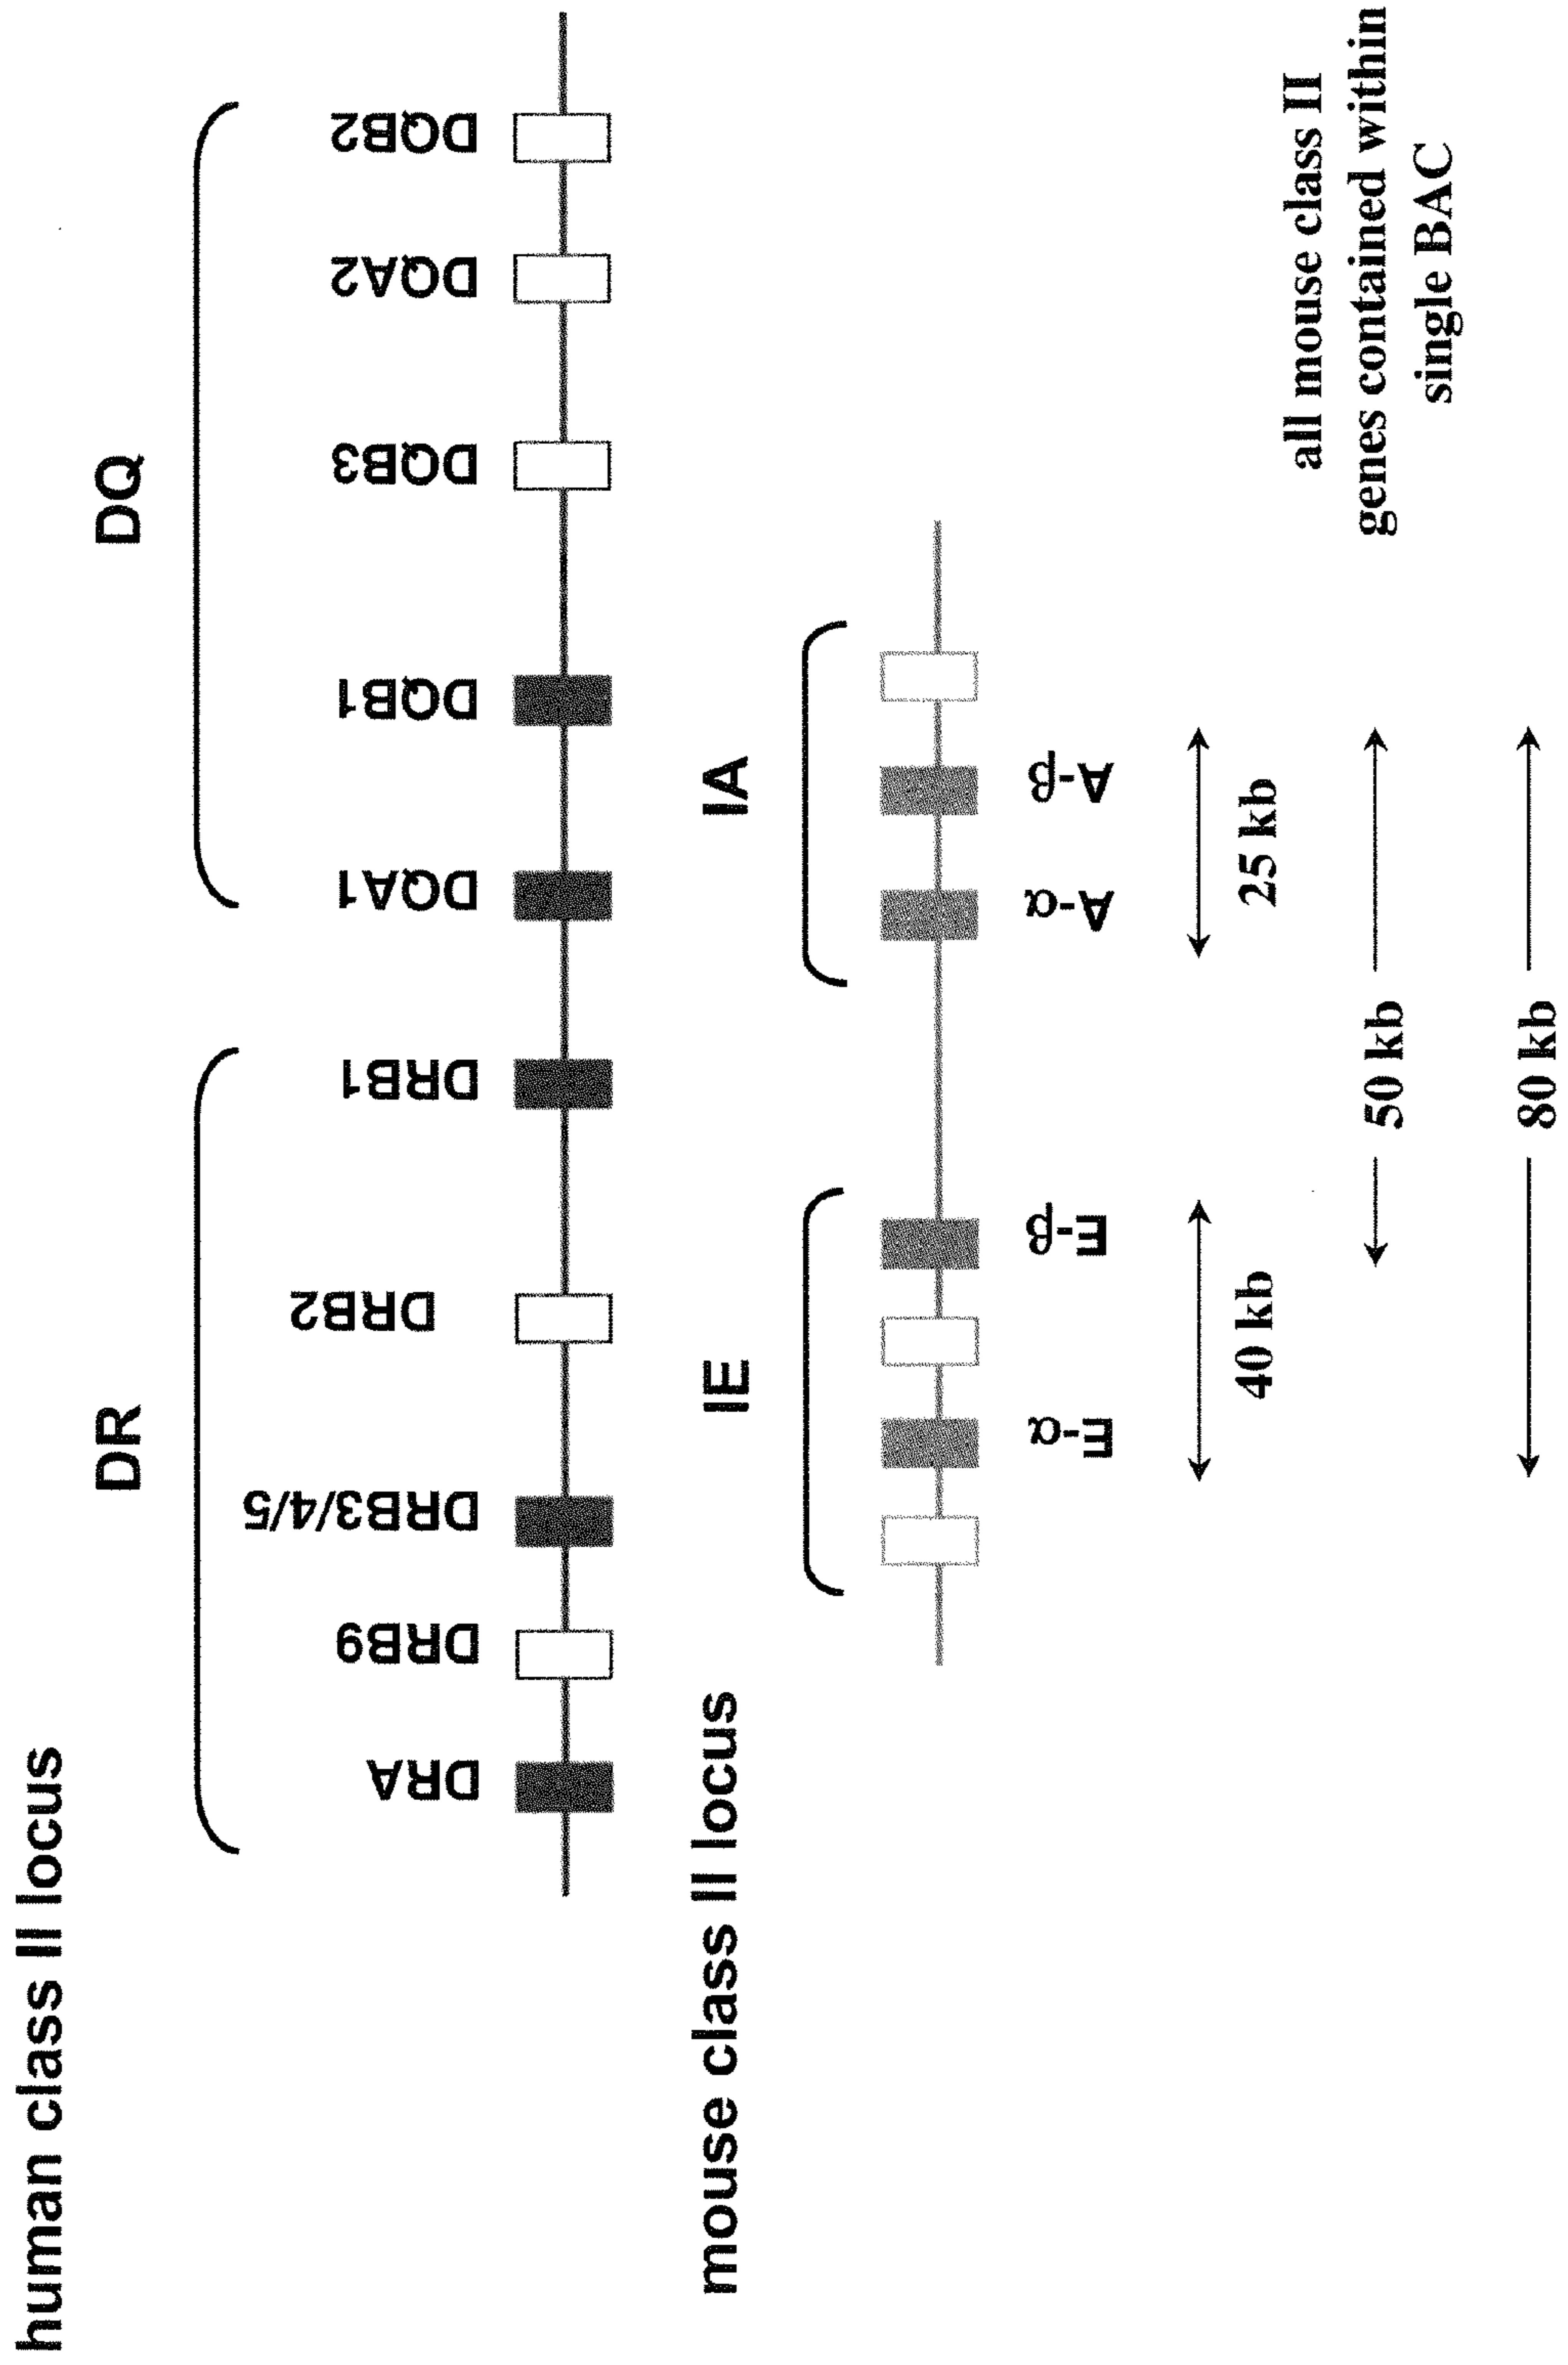 human class II locus
DR
DQ
DRA
DRB9
DRB3/4/5
DRB2
DRB1
DQA1
DQB1
DQB3
DQA2
DQB2
mouse class II locus
IE
IA
E-α
E-β
A-α
A-β
40 kb
25 kb
50 kb
80 kb
all mouse class II
genes contained within
single BAC